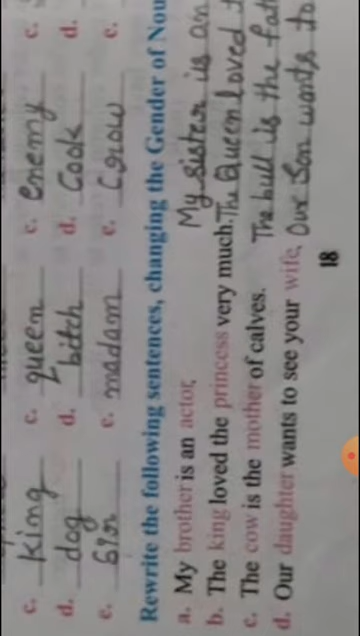 c. King c. queen c. enemy c.
d. dog d. bitch d. Cook d.
e. Sir e. madam e. Crow e.
Rewrite the following sentences, changing the Gender of Nou
a. My brother is an actor. My sister is an
b. The king loved the princess very much. The Queen loved t
c. The cow is the mother of calves. The bull is the fat
d. Our daughter wants to see your wife. Our Son wants to
18